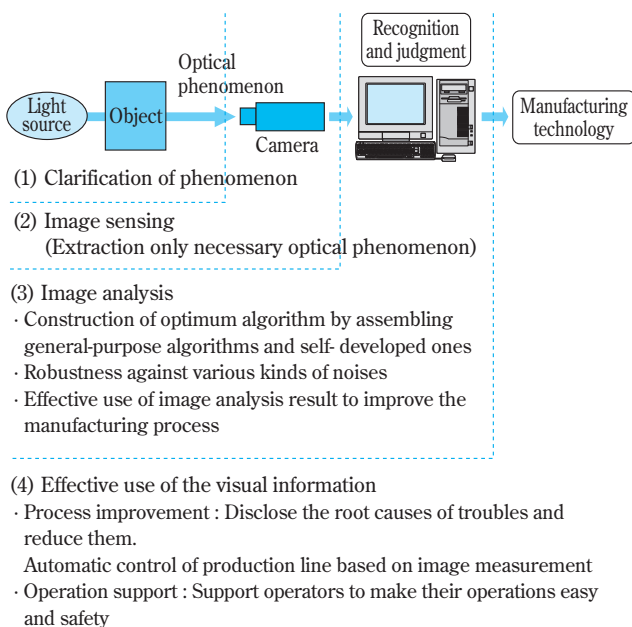 Recognition
and judgment
Optical
phenomenon
Light
source
Object
Camera
Manufacturing
technology
(1) Clarification of phenomenon
(2) Image sensing
(Extraction only necessary optical phenomenon)
(3) Image analysis
· Construction of optimum algorithm by assembling
general-purpose algorithms and self- developed ones
· Robustness against various kinds of noises
· Effective use of image analysis result to improve the
manufacturing process
(4) Effective use of the visual information
· Process improvement : Disclose the root causes of troubles and
reduce them.
Automatic control of production line based on image measurement
· Operation support : Support operators to make their operations easy
and safety